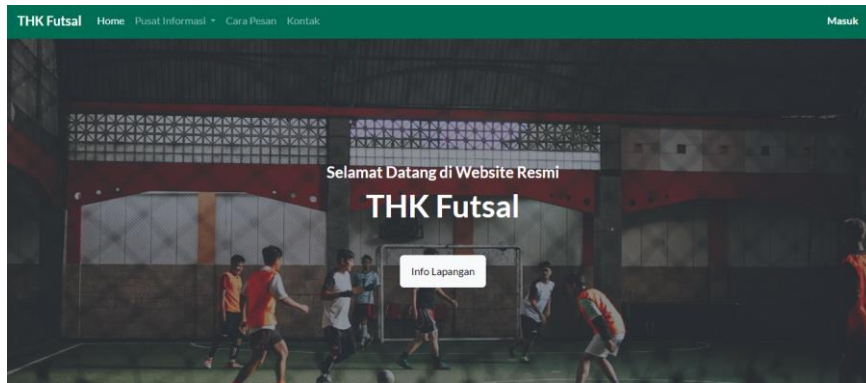 THK Futsal Home Pusat Informasi Cara Pesan Kontak Masuk
Selamat Datang di Website Resmi
THK Futsal
Info Lapangan